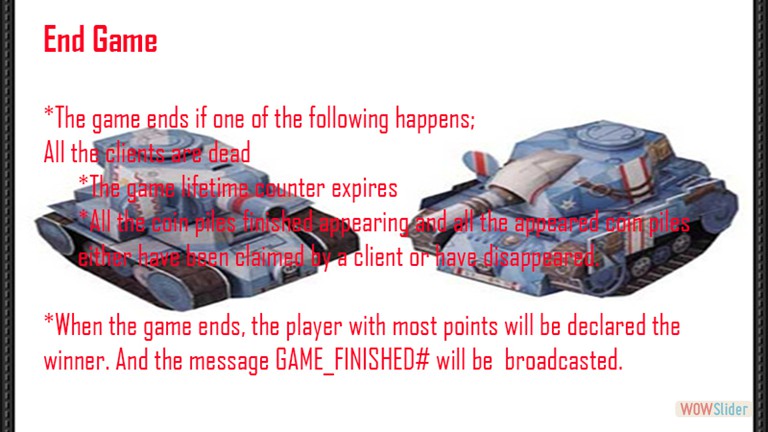 End Game
*The game ends if one of the following happens;
All the clients are dead
*The game lifetime counter expires
*All the coin piles finished appearing and all the appeared coin piles
either have been claimed by a client or have disappeared
*When the game ends, the player with most points will be declared the
winner. And the message GAME_FINISHED# will be broadcasted.
WOWSlider